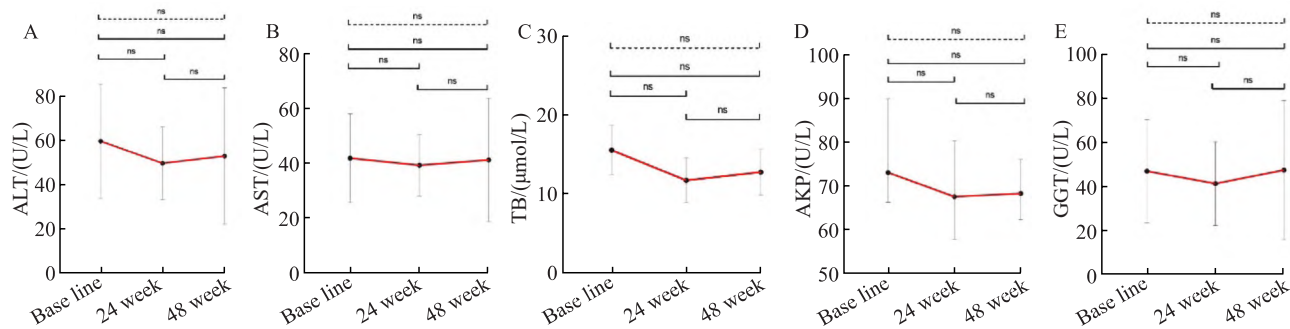 A
ns
ns
ns
ns
ALT/(U/L)
80
60
40
20
0
Base line
24 week
48 week
B
ns
ns
ns
ns
AST/(U/L)
80
60
40
20
0
Base line
24 week
48 week
C
ns
ns
ns
ns
TB/(μmol/L)
30
20
10
0
Base line
24 week
48 week
D
ns
ns
ns
ns
AKP/(U/L)
100
90
80
70
60
50
Base line
24 week
48 week
E
ns
ns
ns
ns
GGT/(U/L)
100
80
60
40
20
0
Base line
24 week
48 week